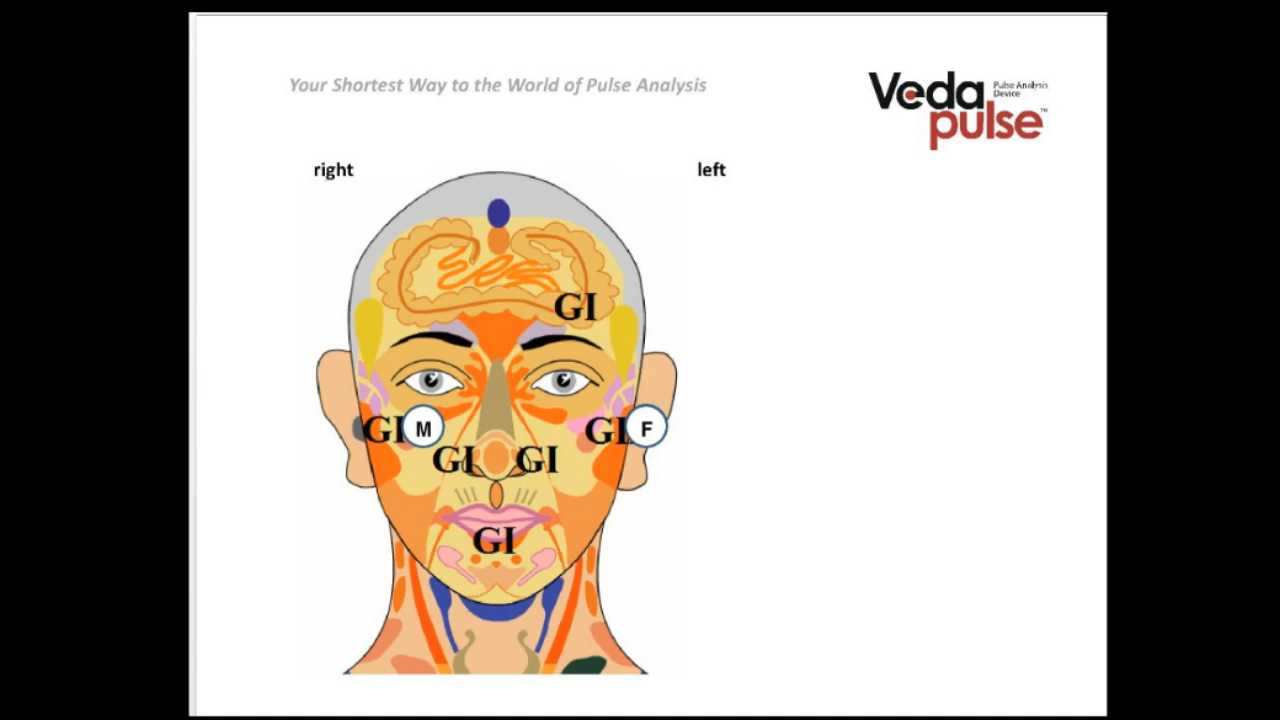 Your Shortest Way to the World of Pulse Analysis
Veda
Pulse Analysis
Device
pulse™
right
left
GI
GI
M
GI
F
GI
GI
GI